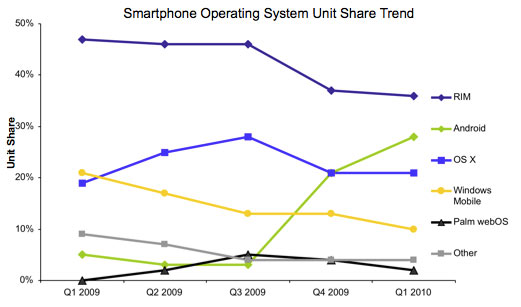 Smartphone Operating System Unit Share Trend
50%
40%
30%
20%
10%
0%
Unit Share
Q1 2009
Q2 2009
Q3 2009
Q4 2009
Q1 2010
RIM
Android
OS X
Windows
Mobile
Palm webOS
Other